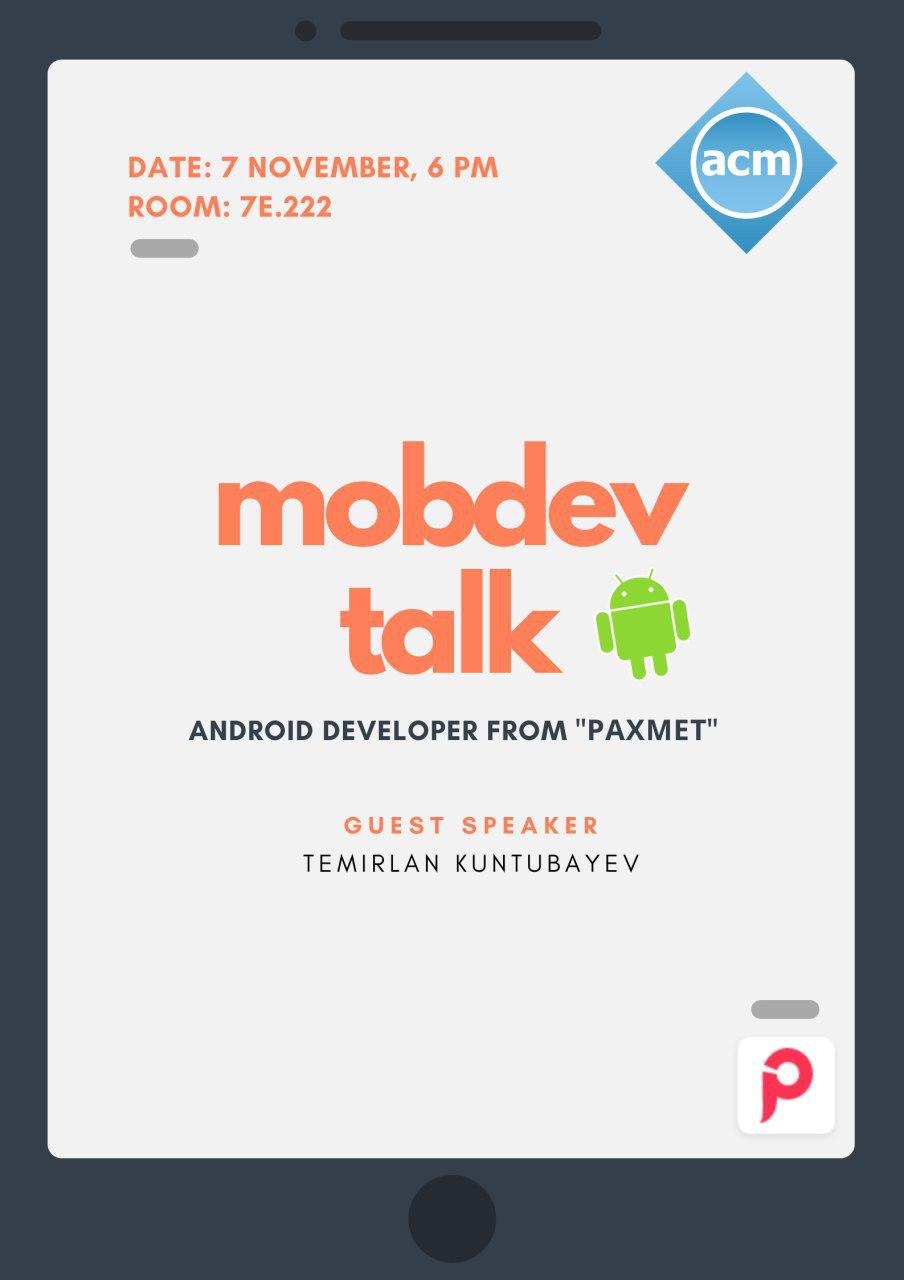 DATE: 7 NOVEMBER, 6 PM
ROOM: 7E.222
acm
mobdev
talk
ANDROID DEVELOPER FROM "PAXMET"
GUEST SPEAKER
TEMIRLAN KUNTUBAYEV